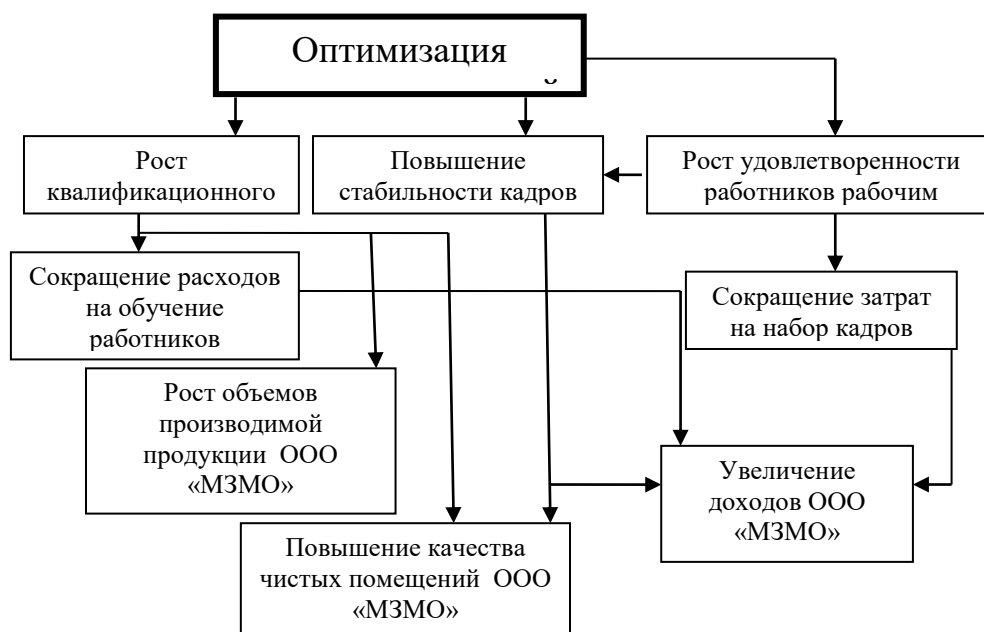 Оптимизация
Рост
квалификационного
Повышение
стабильности кадров
Рост удовлетворенности
работников рабочим
Сокращение расходов
на обучение
работников
Сокращение затрат
на набор кадров
Рост объемов
производимой
продукции ООО
«МЗМО»
Увеличение
доходов ООО
«МЗМО»
Повышение качества
чистых помещений ООО
«МЗМО»